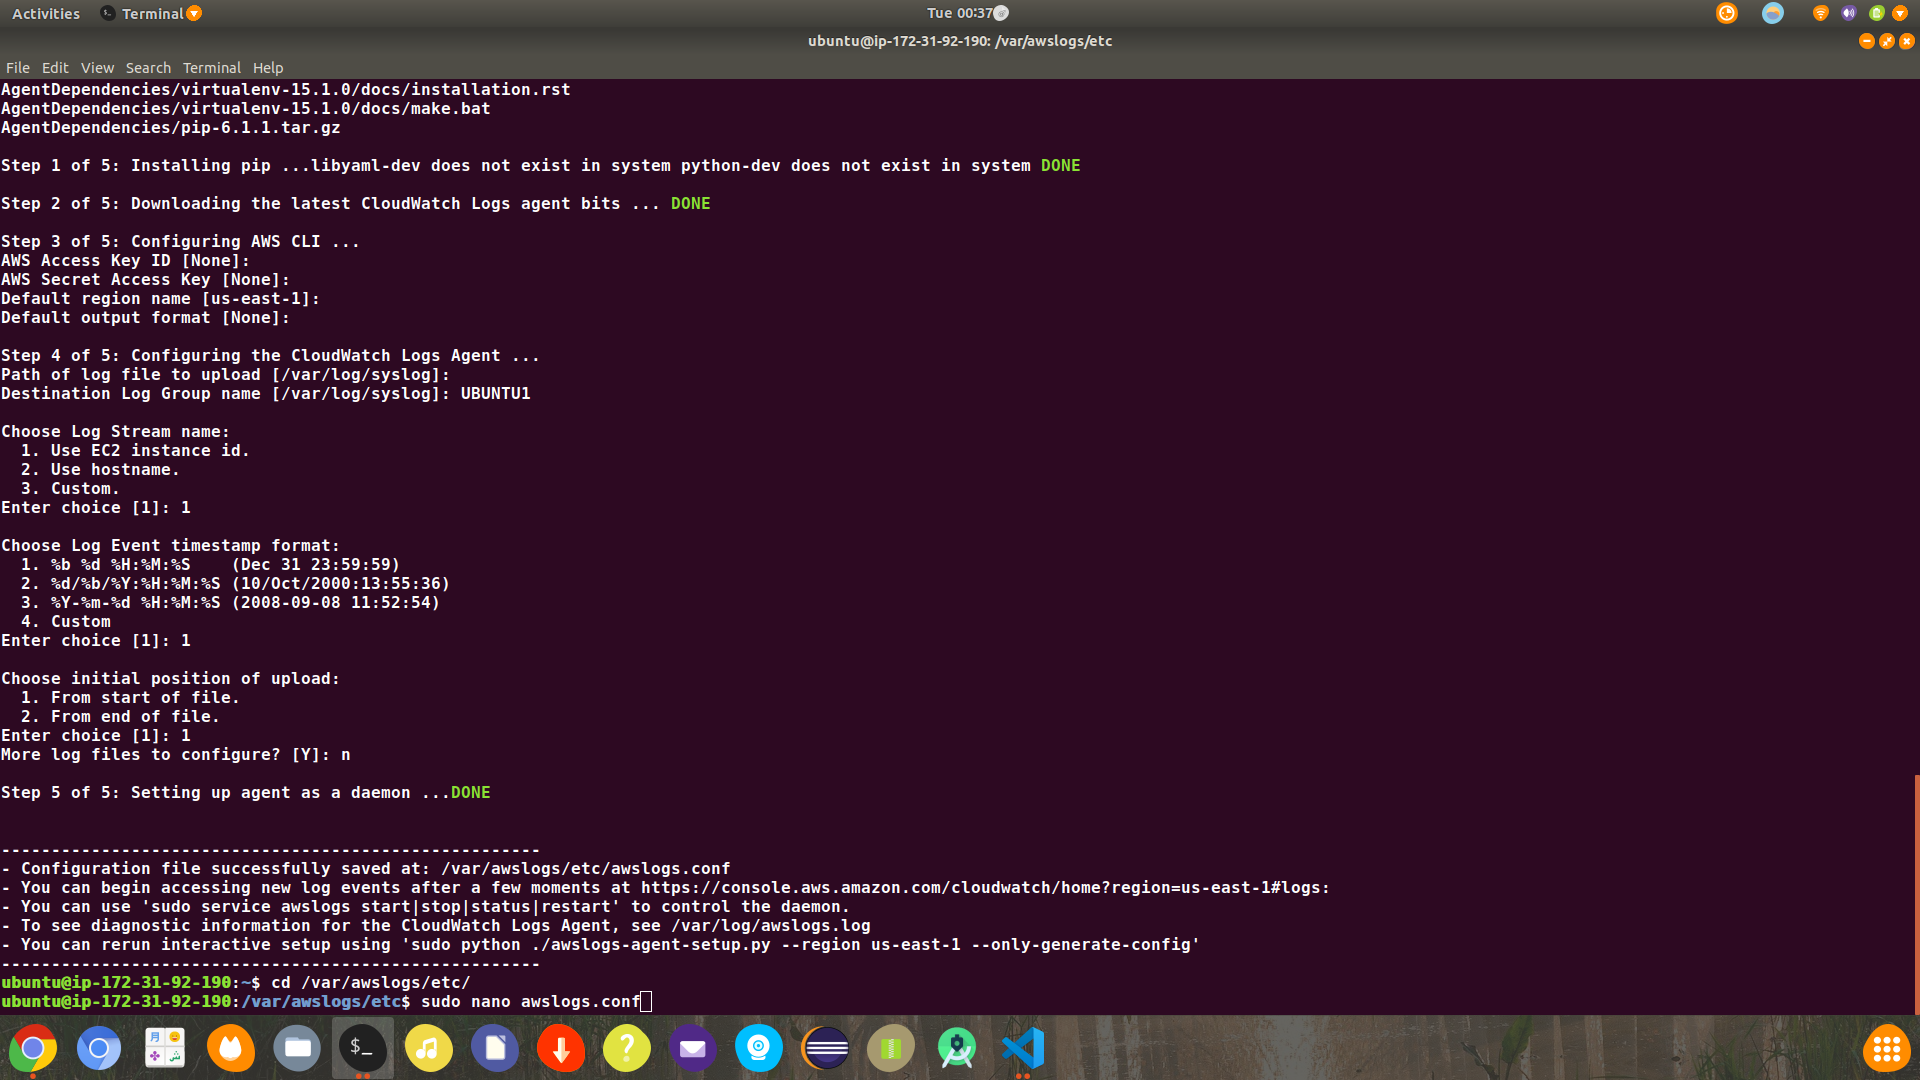 Activities Terminal Tue 00:37
ubuntu@ip-172-31-92-190: /var/awslogs/etc
File Edit View Search Terminal Help
AgentDependencies/virtualenv-15.1.0/docs/installation.rst
AgentDependencies/virtualenv-15.1.0/docs/make.bat
AgentDependencies/pip-6.1.1.tar.gz
Step 1 of 5: Installing pip ...libyaml-dev does not exist in system python-dev does not exist in system DONE
Step 2 of 5: Downloading the latest CloudWatch Logs agent bits ... DONE
Step 3 of 5: Configuring AWS CLI ...
AWS Access Key ID [None]:
AWS Secret Access Key [None]:
Default region name [us-east-1]:
Default output format [None]:
Step 4 of 5: Configuring the CloudWatch Logs Agent ...
Path of log file to upload [/var/log/syslog]:
Destination Log Group name [/var/log/syslog]: UBUNTU1
Choose Log Stream name:
  1. Use EC2 instance id.
  2. Use hostname.
  3. Custom.
Enter choice [1]: 1
Choose Log Event timestamp format:
  1. %b %d %H:%M:%S    (Dec 31 23:59:59)
  2. %d/%b/%Y:%H:%M:%S (10/Oct/2000:13:55:36)
  3. %Y-%m-%d %H:%M:%S (2008-09-08 11:52:54)
  4. Custom
Enter choice [1]: 1
Choose initial position of upload:
  1. From start of file.
  2. From end of file.
Enter choice [1]: 1
More log files to configure? [Y]: n
Step 5 of 5: Setting up agent as a daemon ...DONE
------------------------------------------------------
- Configuration file successfully saved at: /var/awslogs/etc/awslogs.conf
- You can begin accessing new log events after a few moments at https://console.aws.amazon.com/cloudwatch/home?region=us-east-1#logs:
- You can use 'sudo service awslogs start|stop|status|restart' to control the daemon.
- To see diagnostic information for the CloudWatch Logs Agent, see /var/log/awslogs.log
- You can rerun interactive setup using 'sudo python ./awslogs-agent-setup.py --region us-east-1 --only-generate-config'
------------------------------------------------------
ubuntu@ip-172-31-92-190:~$ cd /var/awslogs/etc/
ubuntu@ip-172-31-92-190:/var/awslogs/etc$ sudo nano awslogs.conf